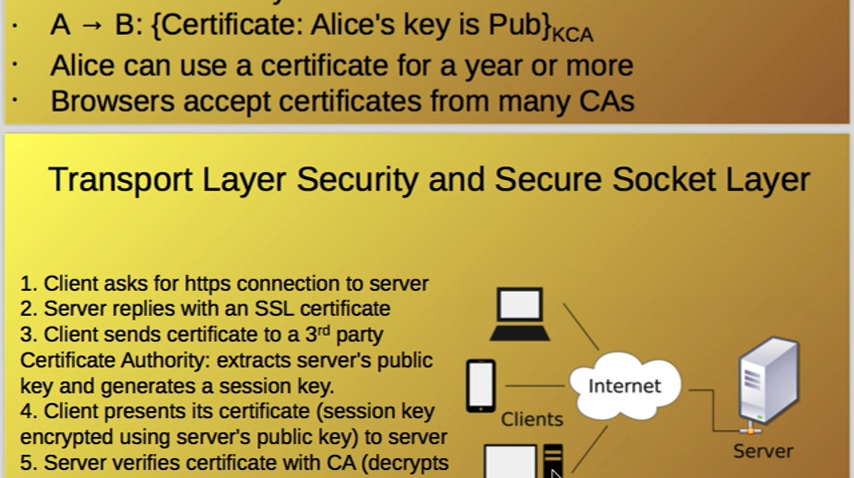 · A → B: {Certificate: Alice's key is Pub}KCA
· Alice can use a certificate for a year or more
· Browsers accept certificates from many CAs
Transport Layer Security and Secure Socket Layer
1. Client asks for https connection to server
2. Server replies with an SSL certificate
3. Client sends certificate to a 3rd party
Certificate Authority: extracts server's public
key and generates a session key.
4. Client presents its certificate (session key
encrypted using server's public key) to server
5. Server verifies certificate with CA (decrypts
Internet
Clients
Server